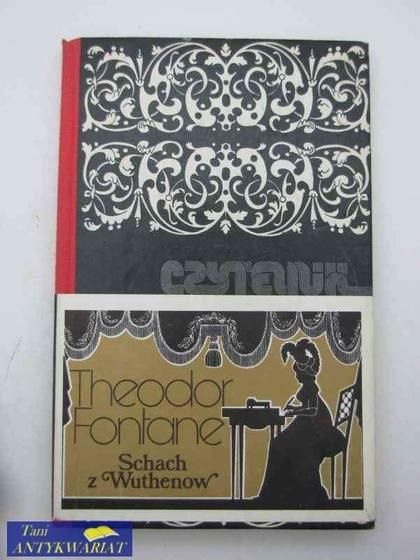 CZYTELNIK
Theodor
Fontane
Schach
z Wuthenow
Tani
ANTYKWARIAT